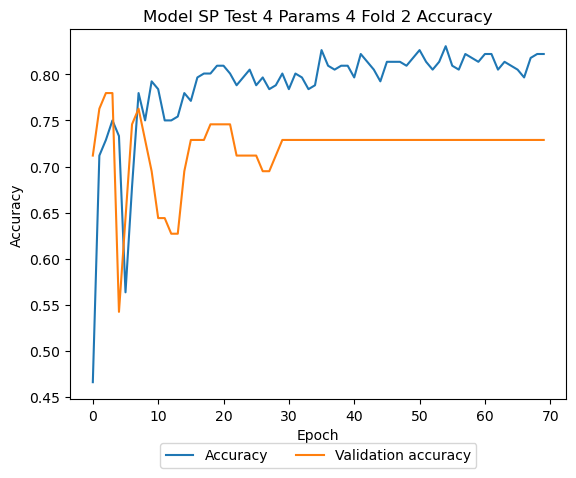 Model SP Test 4 Params 4 Fold 2 Accuracy
Accuracy
0.80
0.75
0.70
0.65
0.60
0.55
0.50
0.45
0 10 20 30 40 50 60 70
Epoch
Accuracy Validation accuracy